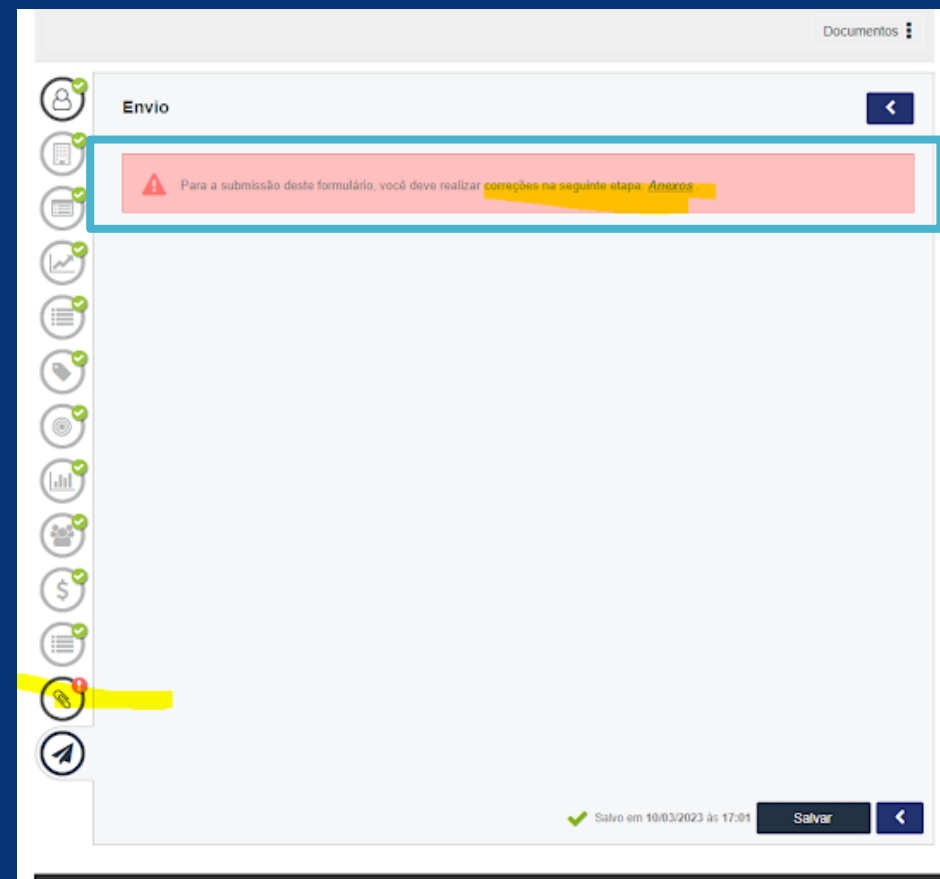 Documentos
Envio
Para a submissão deste formulário, você deve realizar correções na seguinte etapa: Anexos.
Salvo em 10/03/2023 às 17:01
Salvar